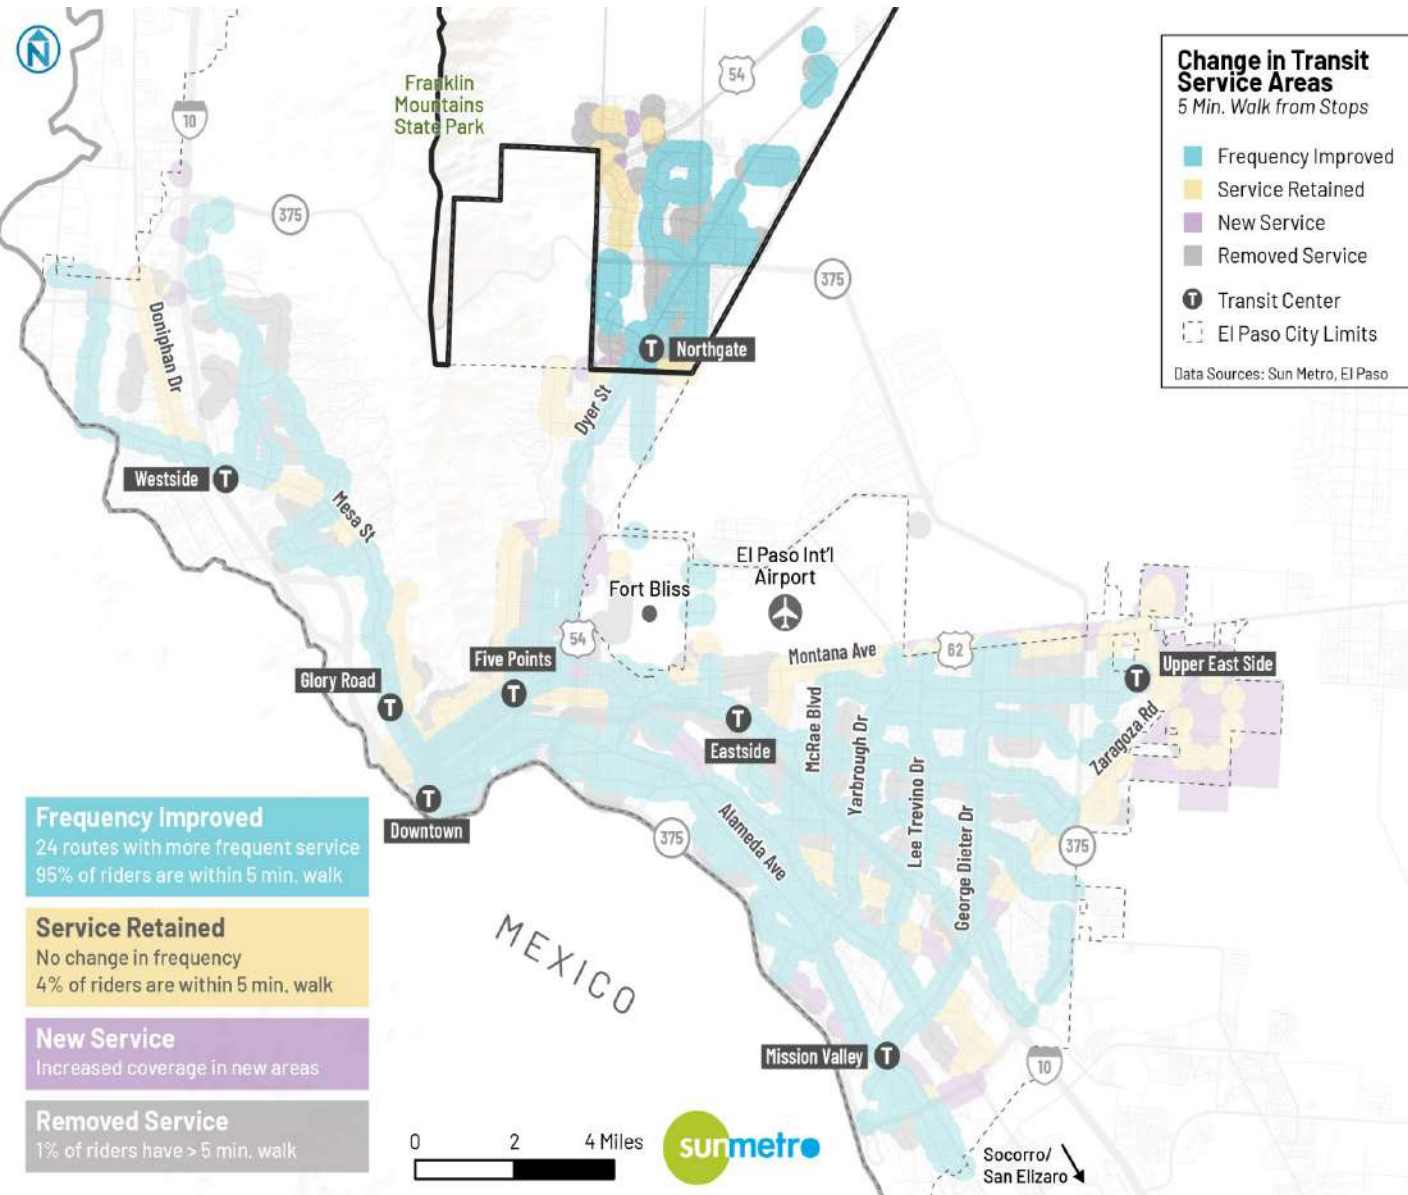 N
Franklin
Mountains
State Park
54
10
375
375
Change in Transit
Service Areas
5 Min. Walk from Stops
Frequency Improved
Service Retained
New Service
Removed Service
T Transit Center
El Paso City Limits
Data Sources: Sun Metro, El Paso
Doniphan Dr
T Northgate
Dyer St
Westside T
Mesa St
El Paso Int'l
Airport
Fort Bliss
54
Montana Ave
62
Five Points
T
Glory Road
T
Upper East Side
T
Zaragoza Rd
T
Eastside
McRae Blvd
Yarbrough Dr
Lee Trevino Dr
George Dieter Dr
T
Downtown
375
Alameda Ave
375
MEXICO
Mission Valley T
10
Frequency Improved
24 routes with more frequent service
95% of riders are within 5 min. walk
Service Retained
No change in frequency
4% of riders are within 5 min. walk
New Service
Increased coverage in new areas
Removed Service
1% of riders have > 5 min. walk
0 2 4 Miles
sunmetro
Socorro/
San Elizaro